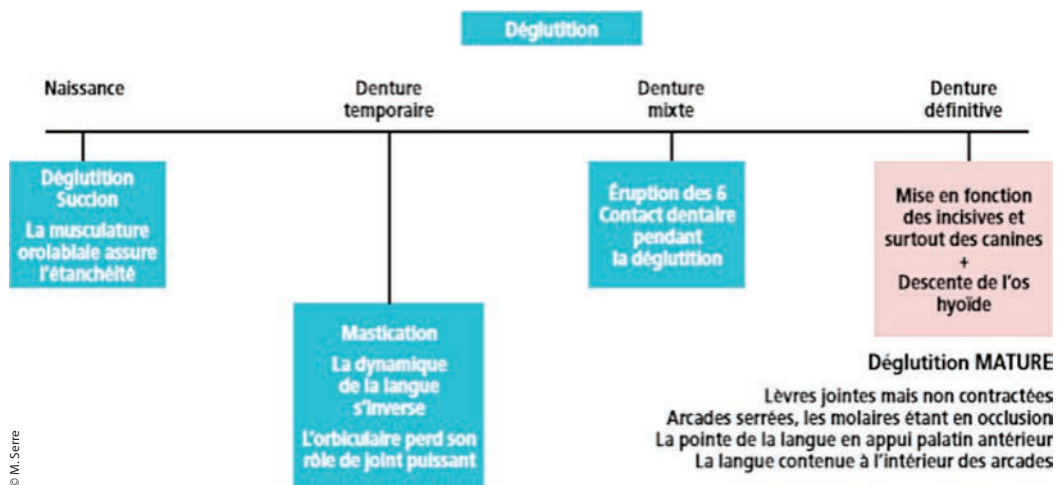 Déglutition
Naissance
Denture
temporaire
Denture
mixte
Denture
définitive
Déglutition
Succion
La musculature
orolabiale assure
l'étanchéité
Mastication
La dynamique
de la langue
s'inverse
L'orbiculaire perd son
rôle de joint puissant
Éruption des 6
Contact dentaire
pendant
la déglutition
Mise en fonction
des incisives et
surtout des canines
+
Descente de l'os
hyoïde
Déglutition MATURE
Lèvres jointes mais non contractées
Arcades serrées, les molaires étant en occlusion
La pointe de la langue en appui palatin antérieur
La langue contenue à l'intérieur des arcades
© M. Serre